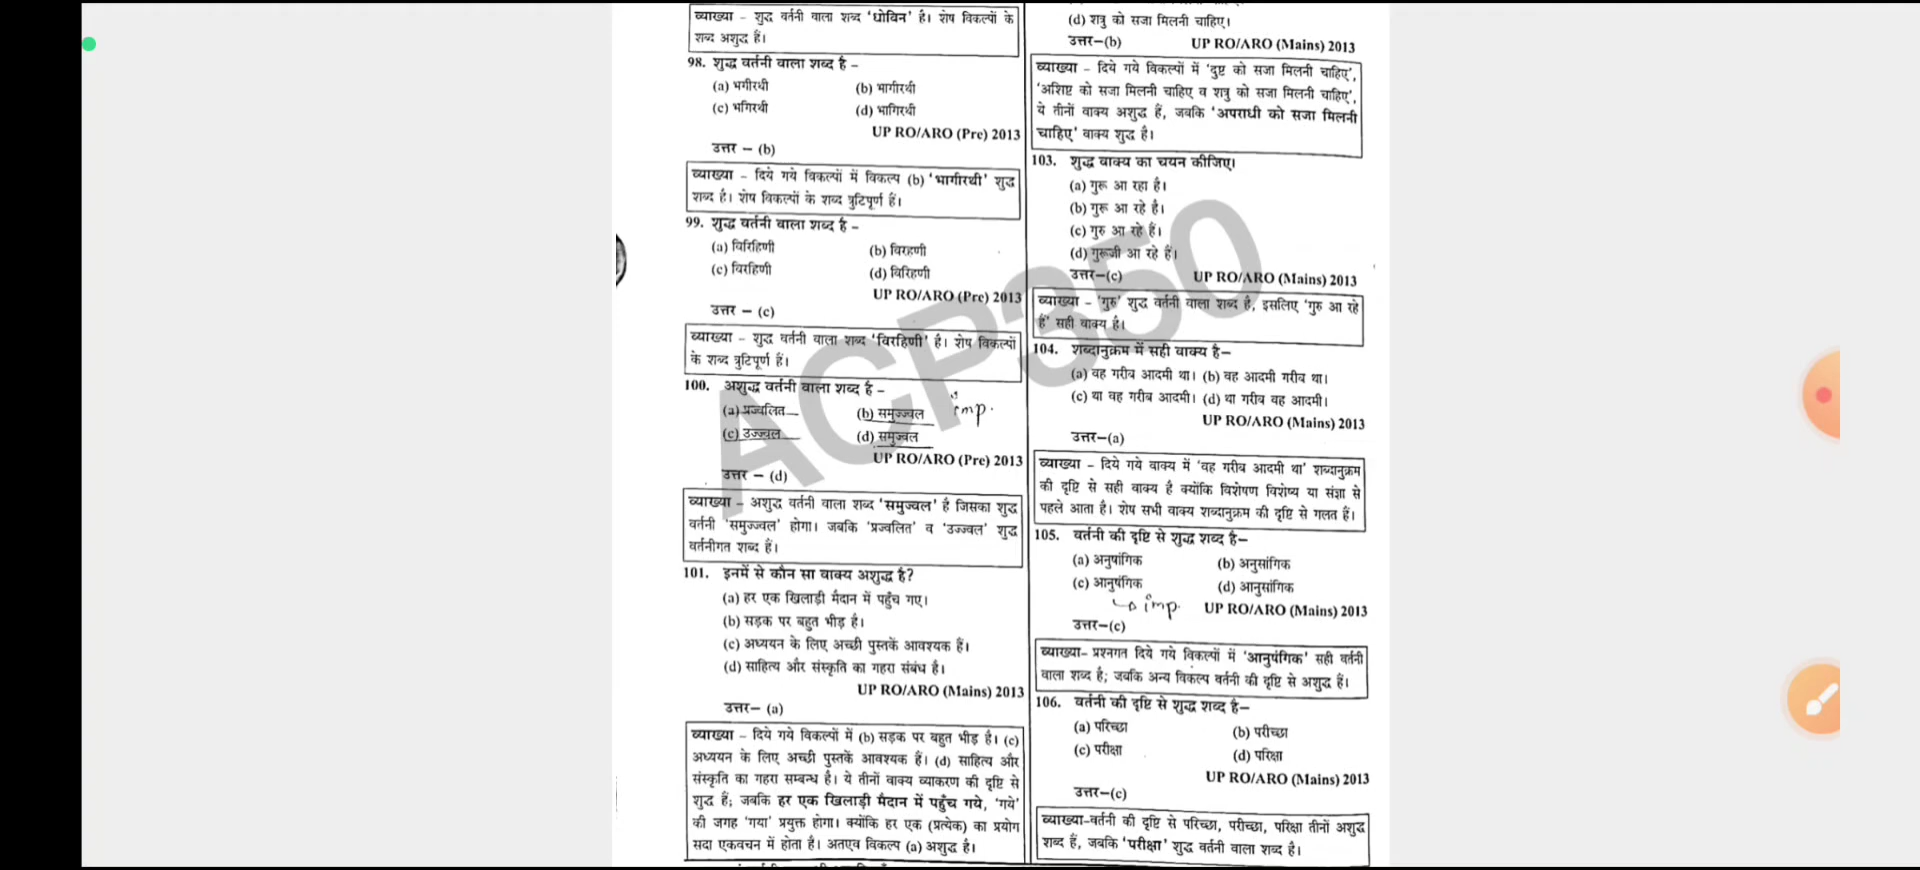 व्याख्या – शुद्ध वर्तनी वाला शब्द 'धोविन' है। शेष विकल्पों के
शब्द अशुद्ध हैं।
98. शुद्ध वर्तनी वाला शब्द है –
(a) भगीरथी (b) भागीरथी
(c) भगिरथी (d) भागिरथी
UP RO/ARO (Pre) 2013
उत्तर – (b)
व्याख्या – दिये गये विकल्पों में विकल्प (b) 'भागीरथी' शुद्ध
शब्द है। शेष विकल्पों के शब्द त्रुटिपूर्ण हैं।
99. शुद्ध वर्तनी वाला शब्द है –
(a) विरिहिणी (b) विरहणी
(c) विरहिणी (d) विरिहणी
UP RO/ARO (Pre) 2013
उत्तर – (c)
व्याख्या – शुद्ध वर्तनी वाला शब्द 'विरहिणी' है। शेष विकल्पों
के शब्द त्रुटिपूर्ण हैं।
100. अशुद्ध वर्तनी वाला शब्द है –
(a) प्रज्वलित (b) समुज्ज्वल imp.
(c) उज्ज्वल (d) समुज्वल
UP RO/ARO (Pre) 2013
उत्तर – (d)
व्याख्या – अशुद्ध वर्तनी वाला शब्द 'समुज्वल' है जिसका शुद्ध
वर्तनी 'समुज्ज्वल' होगा। जबकि 'प्रज्वलित' व 'उज्ज्वल' शुद्ध
वर्तनीगत शब्द हैं।
101. इनमें से कौन सा वाक्य अशुद्ध है?
(a) हर एक खिलाड़ी मैदान में पहुँच गए।
(b) सड़क पर बहुत भीड़ है।
(c) अध्ययन के लिए अच्छी पुस्तकें आवश्यक हैं।
(d) साहित्य और संस्कृति का गहरा संबंध है।
UP RO/ARO (Mains) 2013
उत्तर– (a)
व्याख्या – दिये गये विकल्पों में (b) सड़क पर बहुत भीड़ है। (c)
अध्ययन के लिए अच्छी पुस्तकें आवश्यक हैं। (d) साहित्य और
संस्कृति का गहरा सम्बन्ध है। ये तीनों वाक्य व्याकरण की दृष्टि से
शुद्ध हैं; जबकि हर एक खिलाड़ी मैदान में पहुँच गये, 'गये'
की जगह 'गया' प्रयुक्त होगा। क्योंकि हर एक (प्रत्येक) का प्रयोग
सदा एकवचन में होता है। अतएव विकल्प (a) अशुद्ध है।
(d) शत्रु को सजा मिलनी चाहिए।
उत्तर–(b) UP RO/ARO (Mains) 2013
व्याख्या – दिये गये विकल्पों में 'दुष्ट को सजा मिलनी चाहिए',
'अशिष्ट को सजा मिलनी चाहिए व शत्रु को सजा मिलनी चाहिए',
ये तीनों वाक्य अशुद्ध हैं, जबकि 'अपराधी को सजा मिलनी
चाहिए' वाक्य शुद्ध है।
103. शुद्ध वाक्य का चयन कीजिए।
(a) गुरू आ रहा है।
(b) गुरू आ रहे है।
(c) गुरु आ रहे हैं।
(d) गुरूजी आ रहे हैं।
उत्तर–(c) UP RO/ARO (Mains) 2013
व्याख्या – 'गुरु' शुद्ध वर्तनी वाला शब्द है, इसलिए 'गुरु आ रहे
हैं' सही वाक्य है।
104. शब्दानुक्रम में सही वाक्य है–
(a) वह गरीब आदमी था। (b) वह आदमी गरीब था।
(c) था वह गरीब आदमी। (d) था गरीब वह आदमी।
UP RO/ARO (Mains) 2013
उत्तर–(a)
व्याख्या – दिये गये वाक्य में 'वह गरीब आदमी था' शब्दानुक्रम
की दृष्टि से सही वाक्य है क्योंकि विशेषण विशेष्य या संज्ञा से
पहले आता है। शेष सभी वाक्य शब्दानुक्रम की दृष्टि से गलत हैं।
105. वर्तनी की दृष्टि से शुद्ध शब्द है–
(a) अनुषांगिक (b) अनुसांगिक
(c) आनुषंगिक (d) आनुसांगिक
imp. UP RO/ARO (Mains) 2013
उत्तर–(c)
व्याख्या– प्रश्नगत दिये गये विकल्पों में 'आनुषंगिक' सही वर्तनी
वाला शब्द है; जबकि अन्य विकल्प वर्तनी की दृष्टि से अशुद्ध हैं।
106. वर्तनी की दृष्टि से शुद्ध शब्द है–
(a) परिच्छा (b) परीच्छा
(c) परीक्षा (d) परिक्षा
UP RO/ARO (Mains) 2013
उत्तर–(c)
व्याख्या–वर्तनी की दृष्टि से परिच्छा, परीच्छा, परिक्षा तीनों अशुद्ध
शब्द हैं, जबकि 'परीक्षा' शुद्ध वर्तनी वाला शब्द है।
ACP350